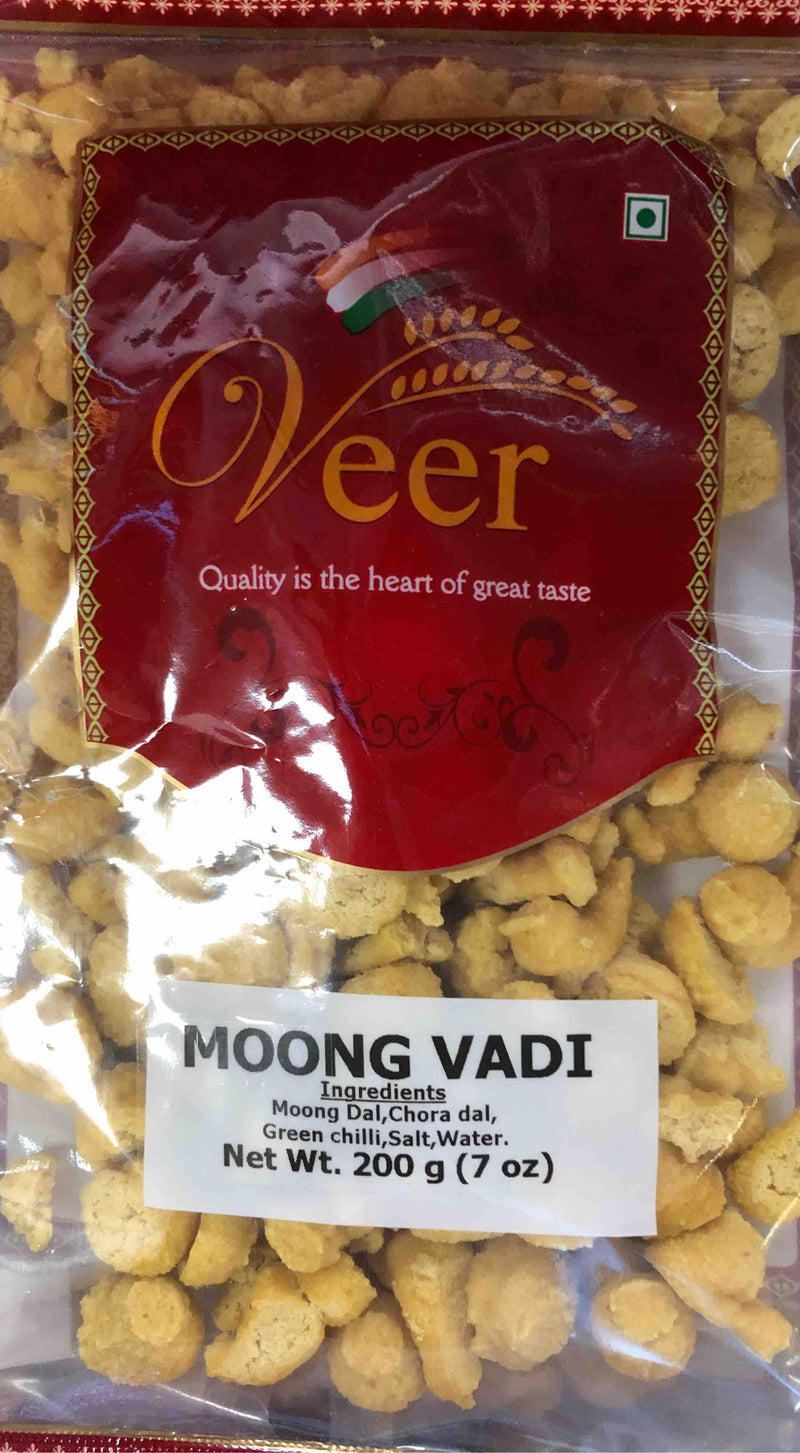 Veer
Quality is the heart of great taste
MOONG VADI
Ingredients
Moong Dal,Chora dal,
Green chilli,Salt,Water.
Net Wt. 200 g (7 oz)